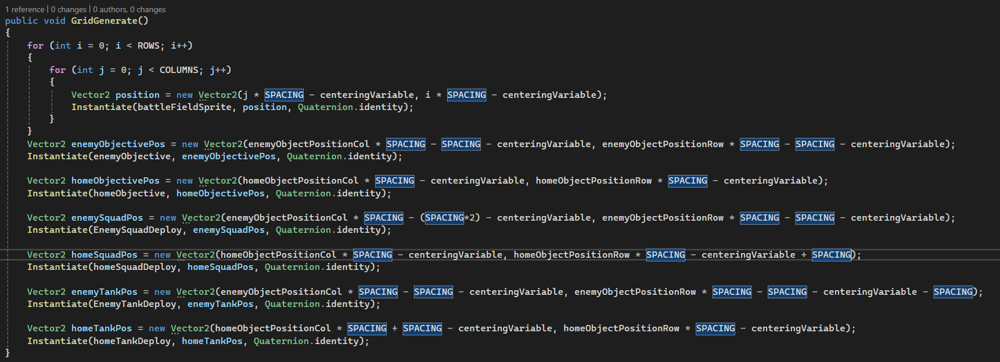 1 reference | 0 changes | 0 authors, 0 changes
public void GridGenerate()
{
for (int i = 0; i < ROWS; i++)
{
for (int j = 0; j < COLUMNS; j++)
{
Vector2 position = new Vector2(j * SPACING - centeringVariable, i * SPACING - centeringVariable);
Instantiate(battleFieldSprite, position, Quaternion.identity);
}
}
Vector2 enemyObjectivePos = new Vector2(enemyObjectPositionCol * SPACING - SPACING - centeringVariable, enemyObjectPositionRow * SPACING - SPACING - centeringVariable);
Instantiate(enemyObjective, enemyObjectivePos, Quaternion.identity);
Vector2 homeObjectivePos = new Vector2(homeObjectPositionCol * SPACING - centeringVariable, homeObjectPositionRow * SPACING - centeringVariable);
Instantiate(homeObjective, homeObjectivePos, Quaternion.identity);
Vector2 enemySquadPos = new Vector2(enemyObjectPositionCol * SPACING - (SPACING*2) - centeringVariable, enemyObjectPositionRow * SPACING - SPACING - centeringVariable);
Instantiate(EnemySquadDeploy, enemySquadPos, Quaternion.identity);
Vector2 homeSquadPos = new Vector2(homeObjectPositionCol * SPACING - centeringVariable, homeObjectPositionRow * SPACING - centeringVariable + SPACING);
Instantiate(homeSquadDeploy, homeSquadPos, Quaternion.identity);
Vector2 enemyTankPos = new Vector2(enemyObjectPositionCol * SPACING - SPACING - centeringVariable, enemyObjectPositionRow * SPACING - SPACING - centeringVariable - SPACING);
Instantiate(EnemyTankDeploy, enemyTankPos, Quaternion.identity);
Vector2 homeTankPos = new Vector2(homeObjectPositionCol * SPACING + SPACING - centeringVariable, homeObjectPositionRow * SPACING - centeringVariable);
Instantiate(homeTankDeploy, homeTankPos, Quaternion.identity);
}